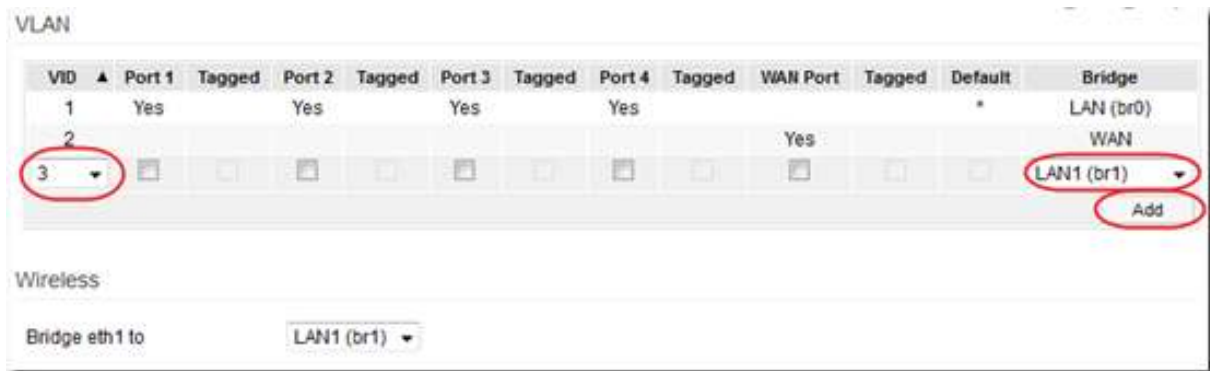 VLAN
VID ▲ Port 1 Tagged Port 2 Tagged Port 3 Tagged Port 4 Tagged WAN Port Tagged Default Bridge
1 Yes Yes Yes Yes * LAN (br0)
2 Yes WAN
3 LAN1 (br1)
Add
Wireless
Bridge eth1 to LAN1 (br1)